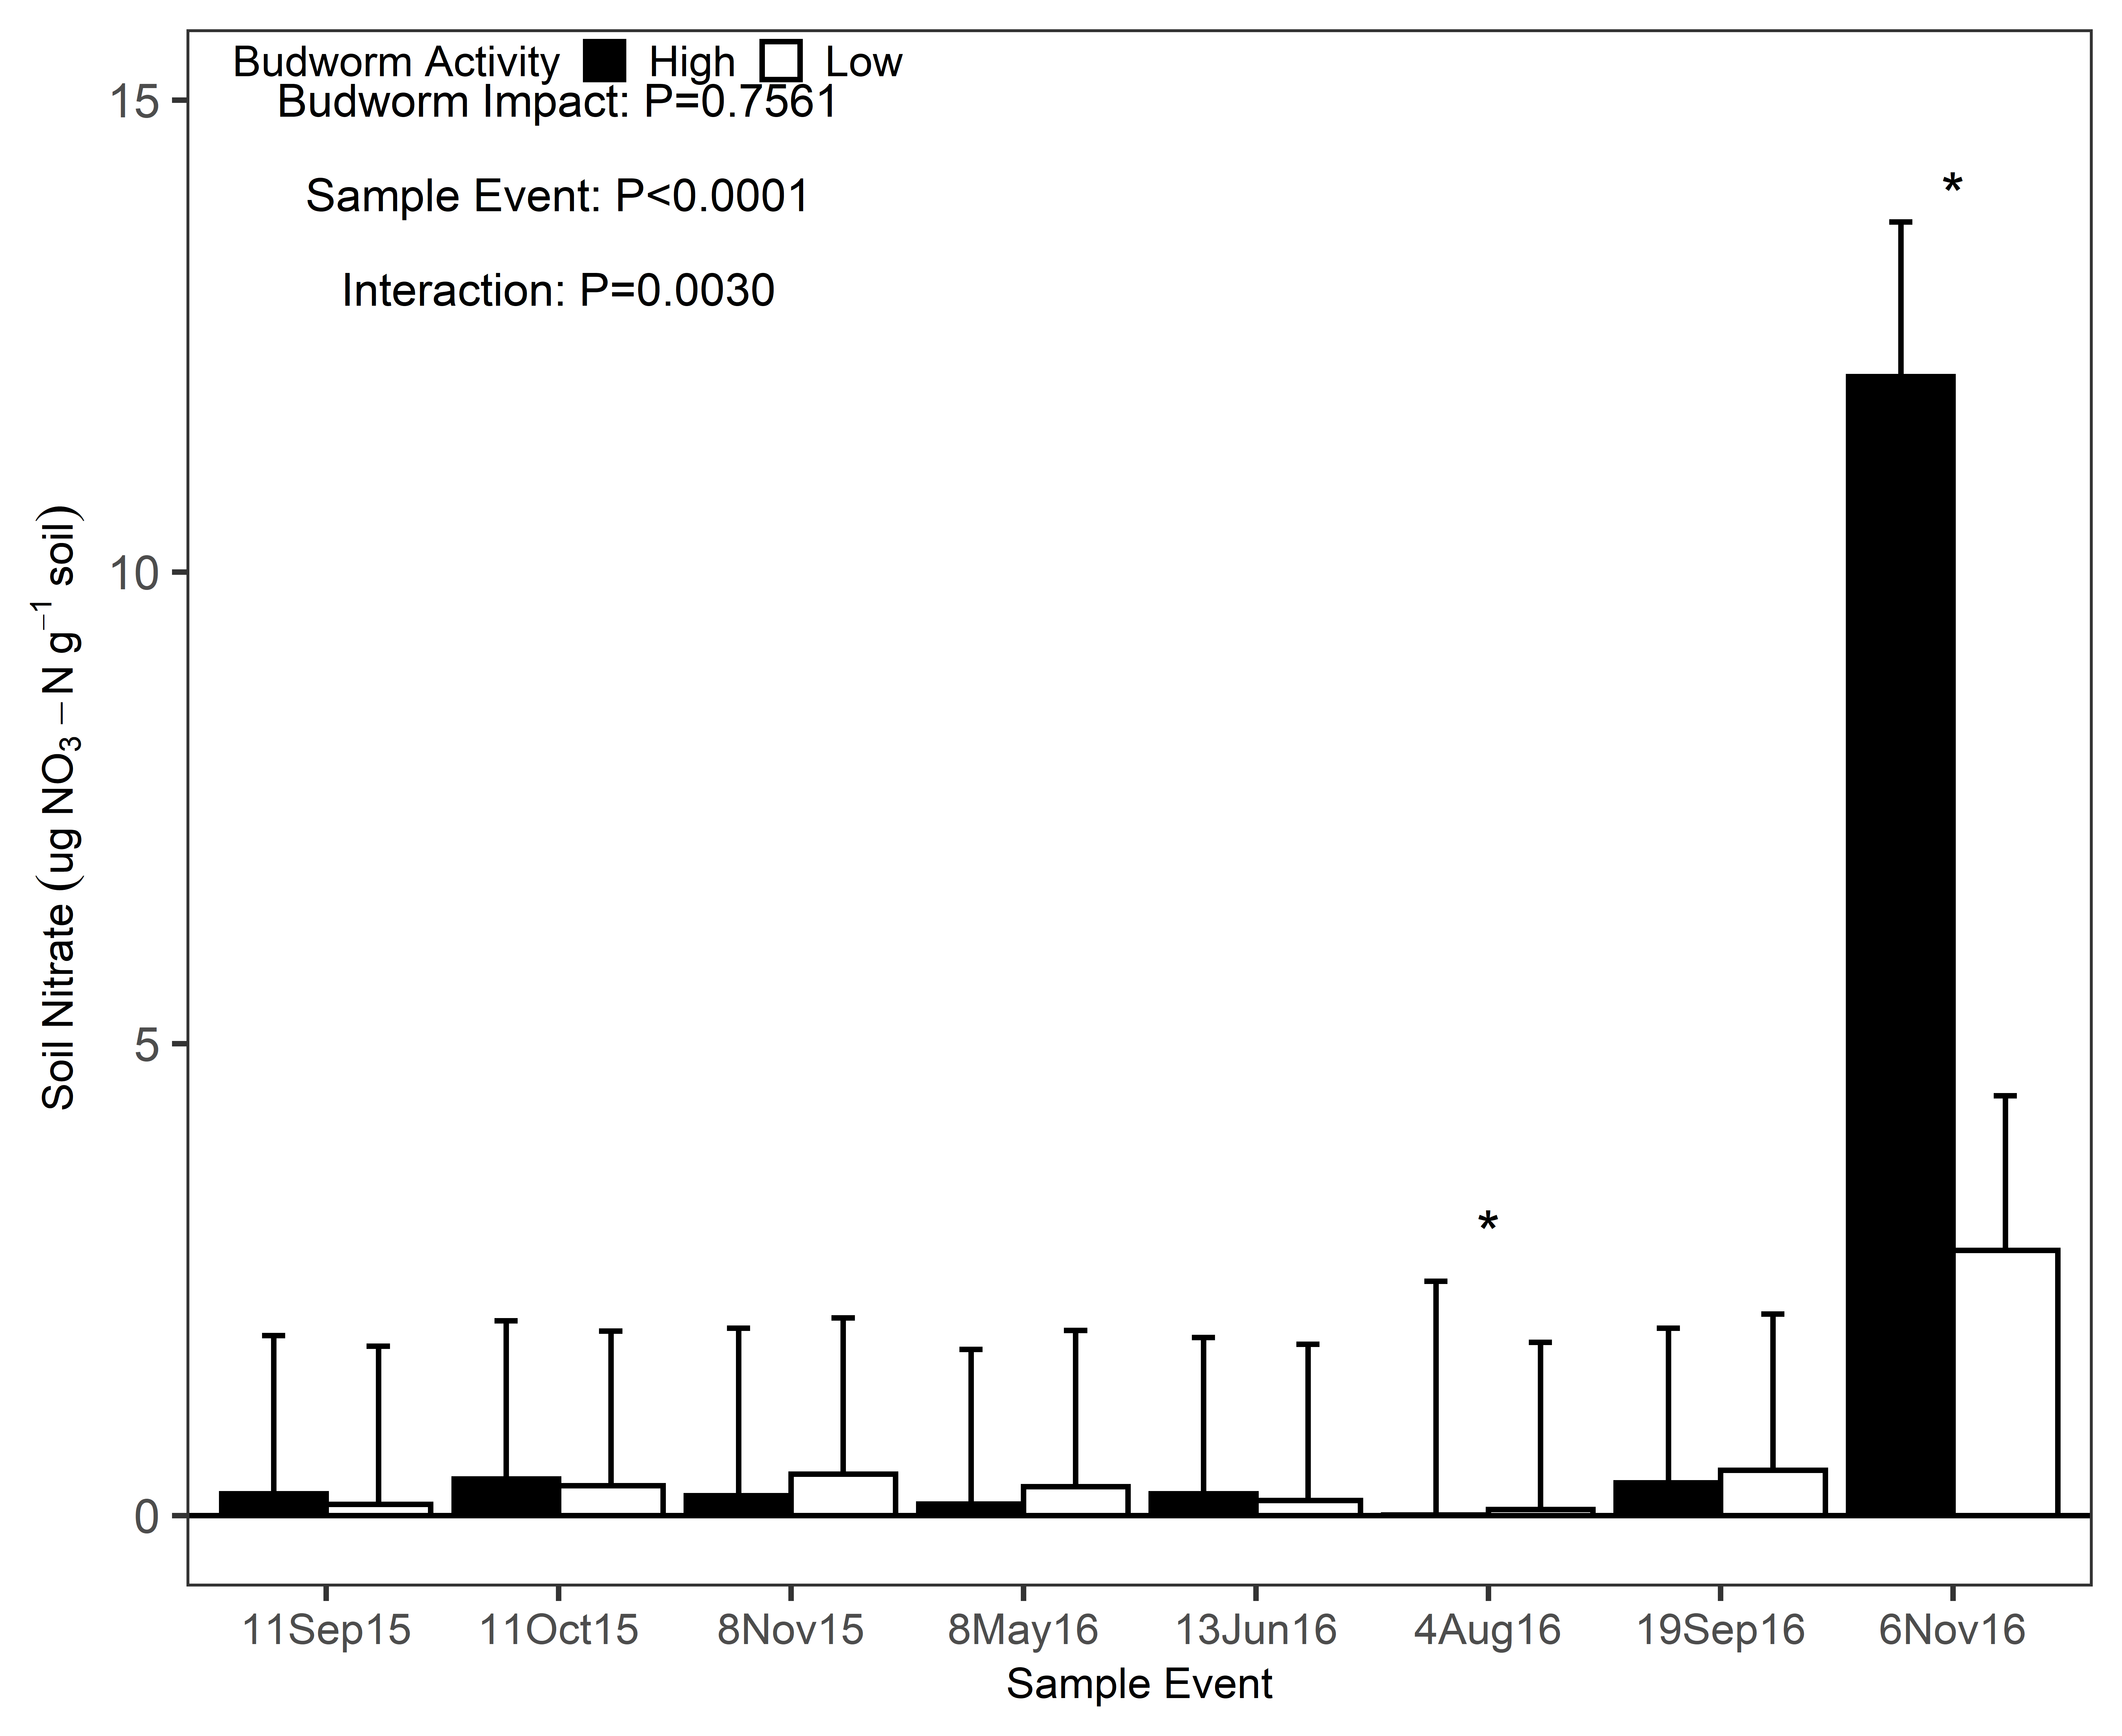 Budworm Activity High Low
Budworm Impact: P=0.7561
Sample Event: P<0.0001
Interaction: P=0.0030
Soil Nitrate (ug NO₃−N g⁻¹ soil)
15
10
5
0
*
*
11Sep15 11Oct15 8Nov15 8May16 13Jun16 4Aug16 19Sep16 6Nov16
Sample Event